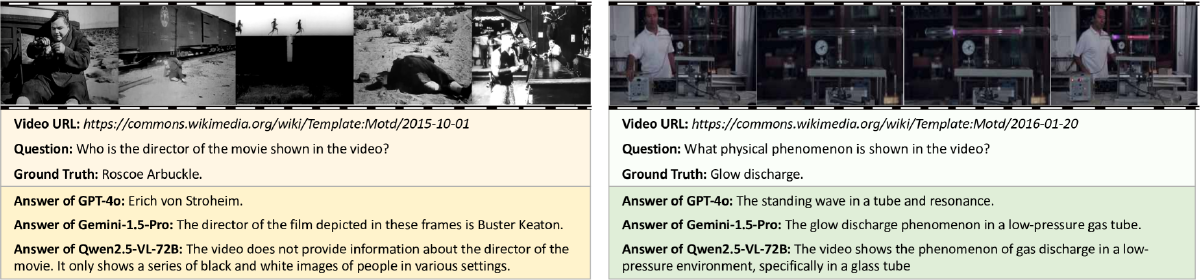 Video URL: https://commons.wikimedia.org/wiki/Template:Motd/2015-10-01
Question: Who is the director of the movie shown in the video?
Ground Truth: Roscoe Arbuckle.
Answer of GPT-4o: Erich von Stroheim.
Answer of Gemini-1.5-Pro: The director of the film depicted in these frames is Buster Keaton.
Answer of Qwen2.5-VL-72B: The video does not provide information about the director of the
movie. It only shows a series of black and white images of people in various settings.
Video URL: https://commons.wikimedia.org/wiki/Template:Motd/2016-01-20
Question: What physical phenomenon is shown in the video?
Ground Truth: Glow discharge.
Answer of GPT-4o: The standing wave in a tube and resonance.
Answer of Gemini-1.5-Pro: The glow discharge phenomenon in a low-pressure gas tube.
Answer of Qwen2.5-VL-72B: The video shows the phenomenon of gas discharge in a low-
pressure environment, specifically in a glass tube